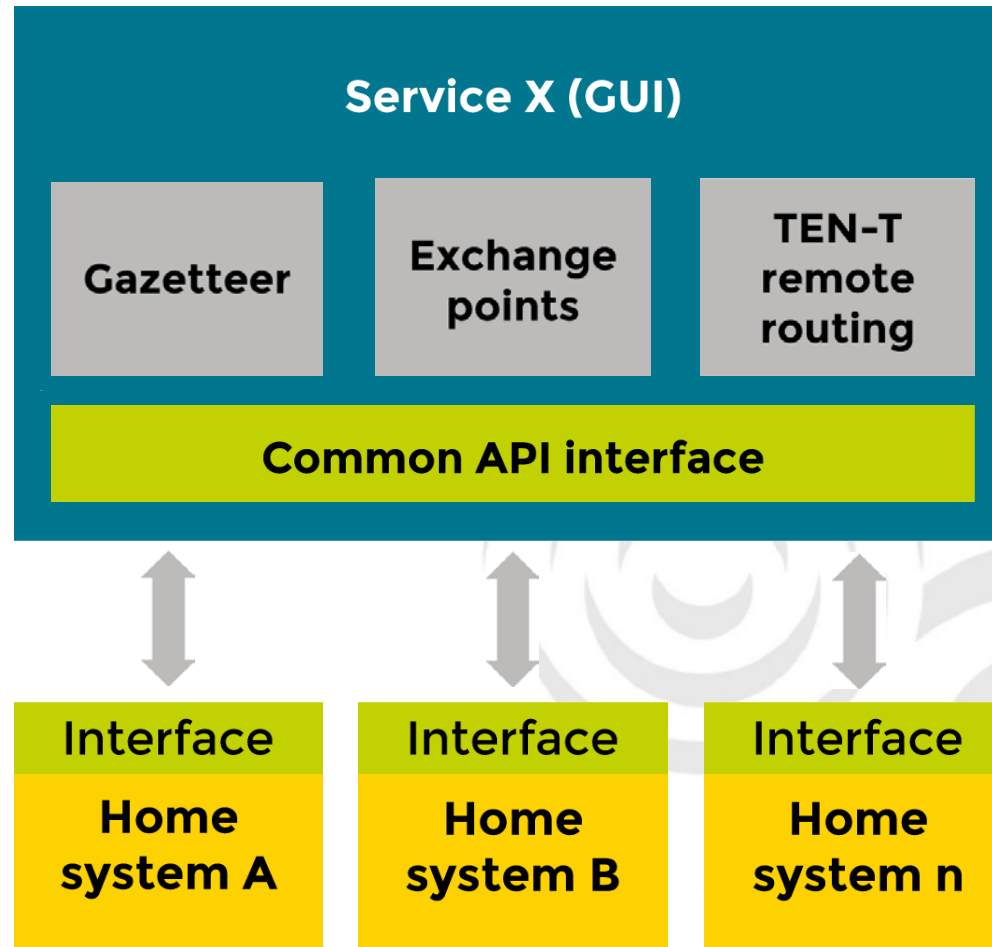 Service X (GUI)
Gazetteer
Exchange
points
TEN-T
remote
routing
Common API interface
Interface
Home
system A
Interface
Home
system B
Interface
Home
system n